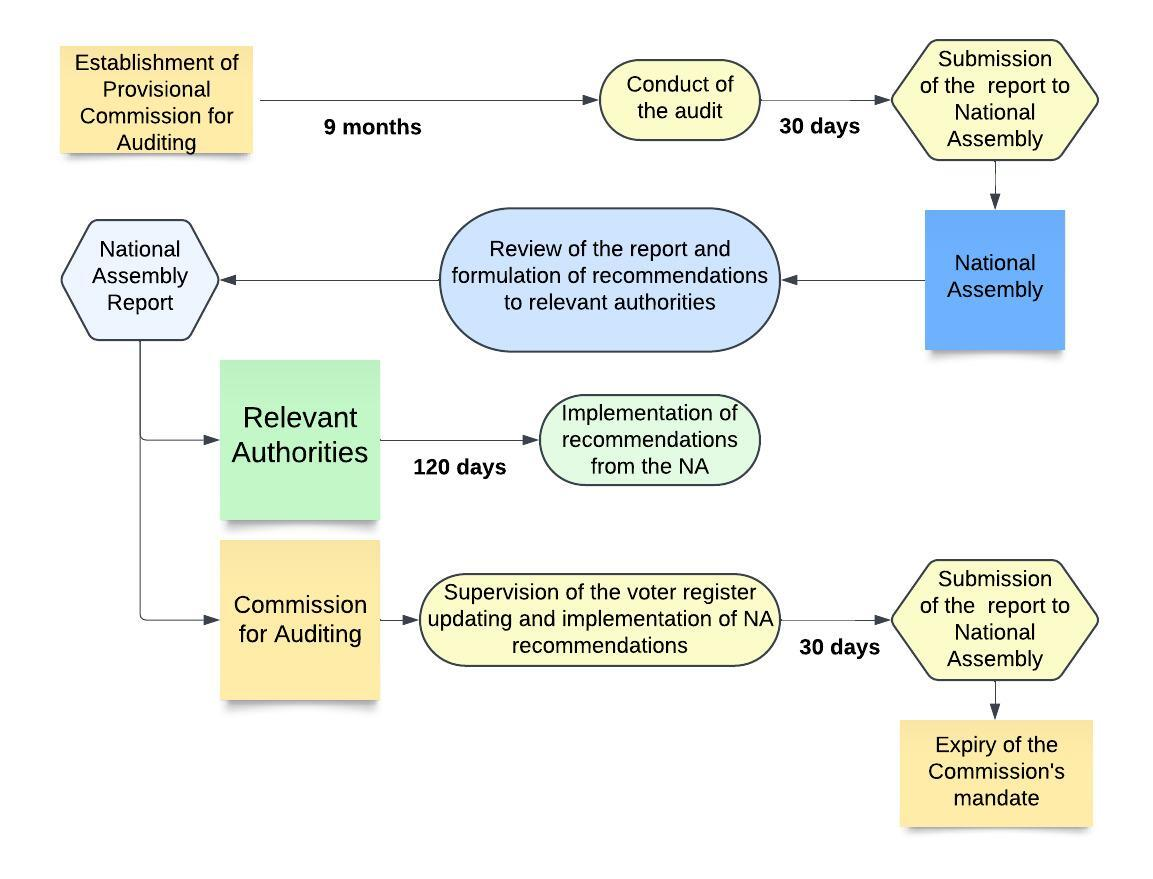 Establishment of
Provisional
Commission for
Auditing
9 months
Conduct of
the audit
30 days
Submission
of the  report to
National
Assembly
National
Assembly
Report
Review of the report and
formulation of recommendations
to relevant authorities
National
Assembly
Relevant
Authorities
120 days
Implementation of
recommendations
from the NA
Commission
for Auditing
Supervision of the voter register
updating and implementation of NA
recommendations
30 days
Submission
of the  report to
National
Assembly
Expiry of the
Commission's
mandate